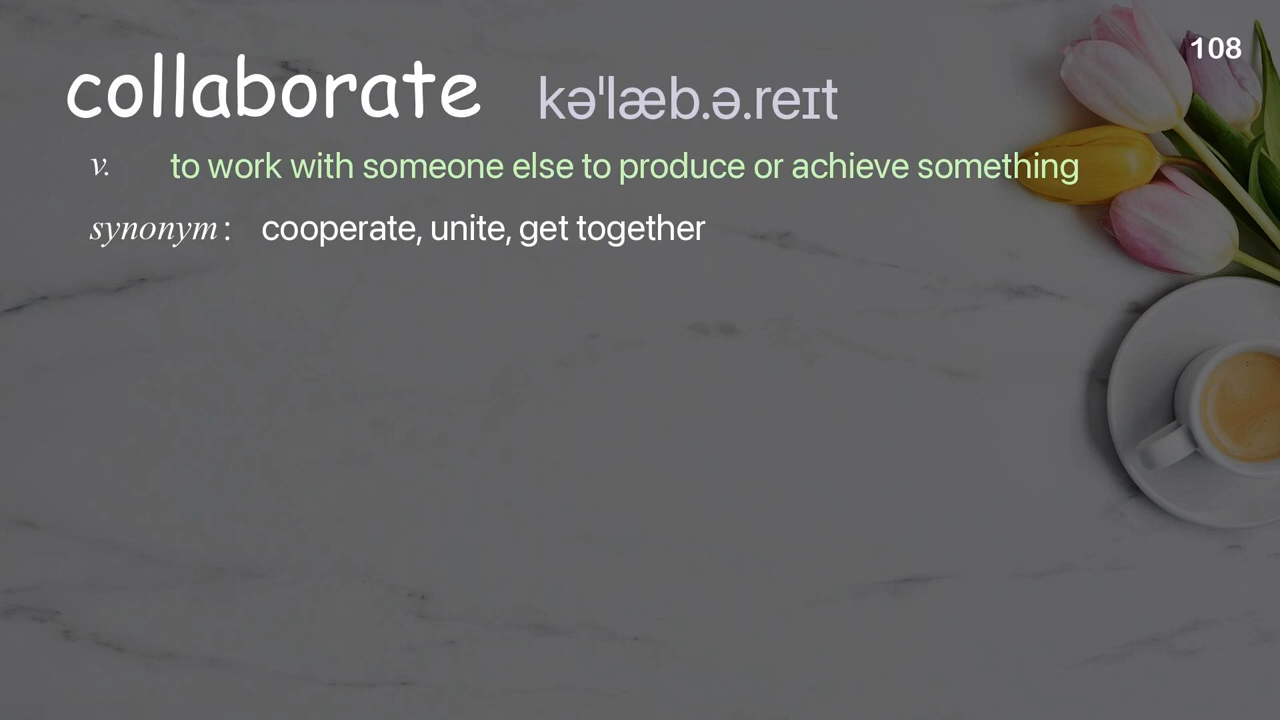 108
collaborate kə'læb.ə.reɪt
v. to work with someone else to produce or achieve something
synonym: cooperate, unite, get together